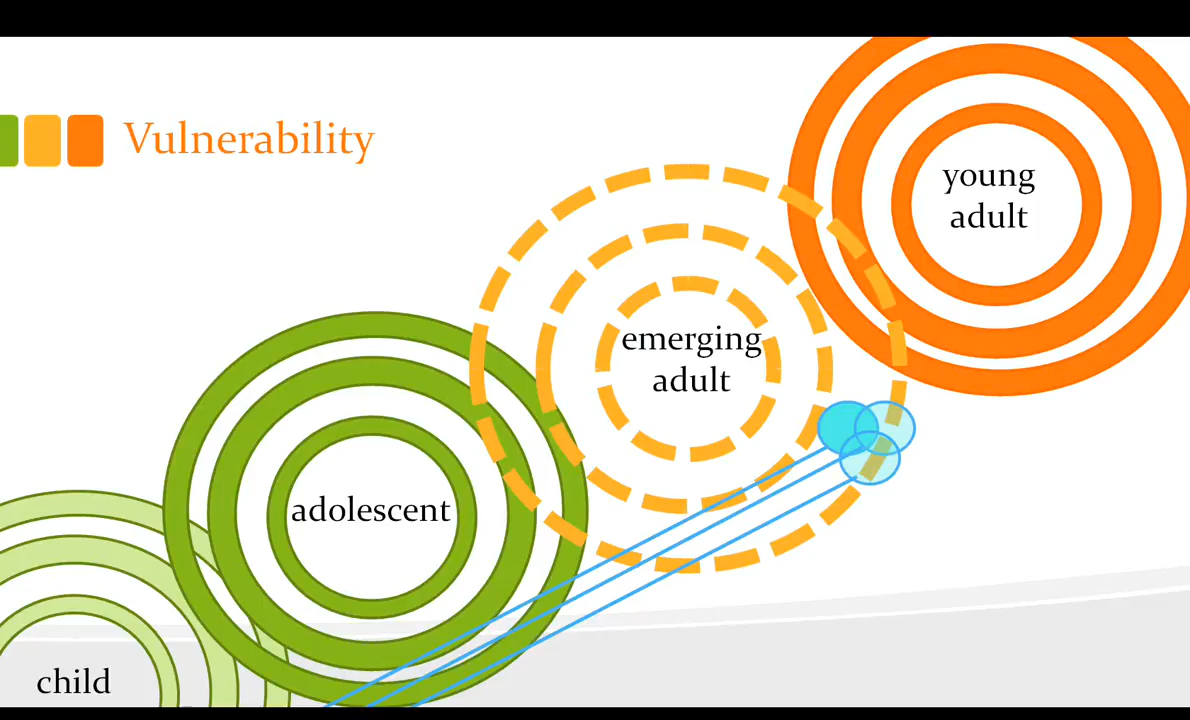 Vulnerability
young
adult
emerging
adult
adolescent
child